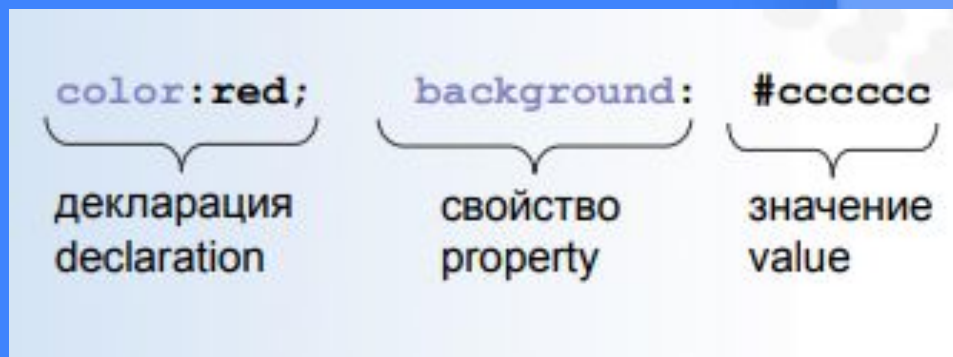 color:red; background: #cccccc
декларация свойство значение
declaration property value